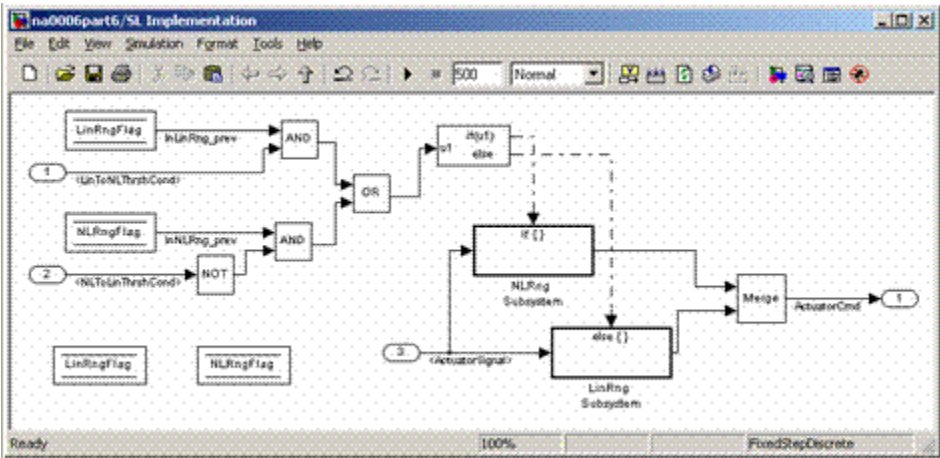 na0006part6/SL Implementation
File Edit View Simulation Format Tools Help
500 Normal
LinRngFlag
InLinRng_prev
AND
1
<LinToNLThrshCond>
u1
if(u1)
else
OR
NLRngFlag
InNLRng_prev
AND
2
<NLToLinThrshCond>
NOT
if { }
NLRng
Subsystem
Merge
ActuatorCmd
1
LinRngFlag
NLRngFlag
3
<ActuatorSignal>
else { }
LinRng
Subsystem
Ready 100% FixedStepDiscrete